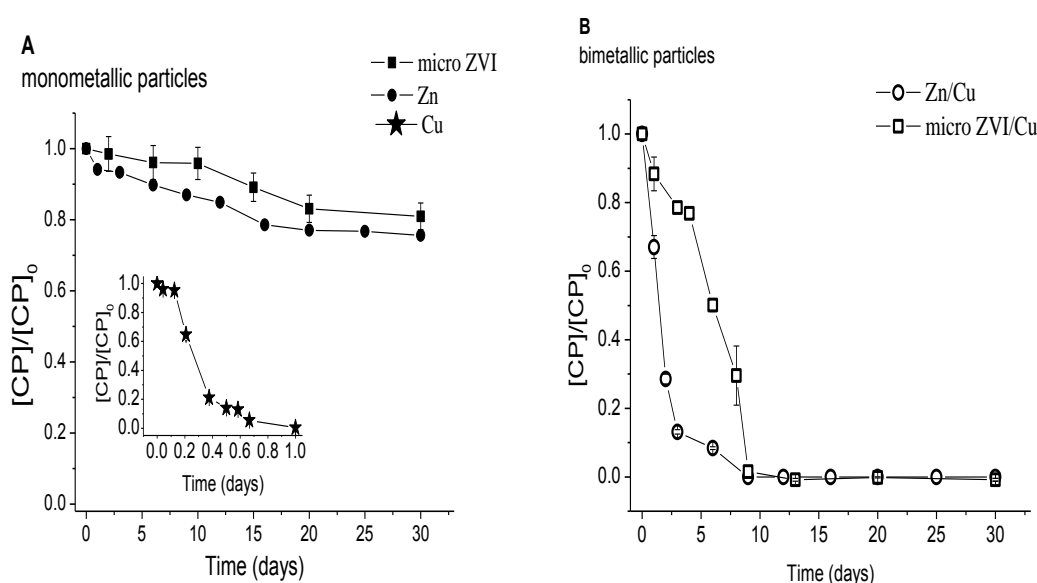 A
monometallic particles
micro ZVI
Zn
Cu
[CP]/[CP]0
1.0
0.8
0.6
0.4
0.2
0.0
0 5 10 15 20 25 30
Time (days)
[CP]/[CP]0
1.0
0.8
0.6
0.4
0.2
0.0
0.0 0.2 0.4 0.6 0.8 1.0
Time (days)
B
bimetallic particles
Zn/Cu
micro ZVI/Cu
[CP]/[CP]0
1.0
0.8
0.6
0.4
0.2
0.0
0 5 10 15 20 25 30
Time (days)